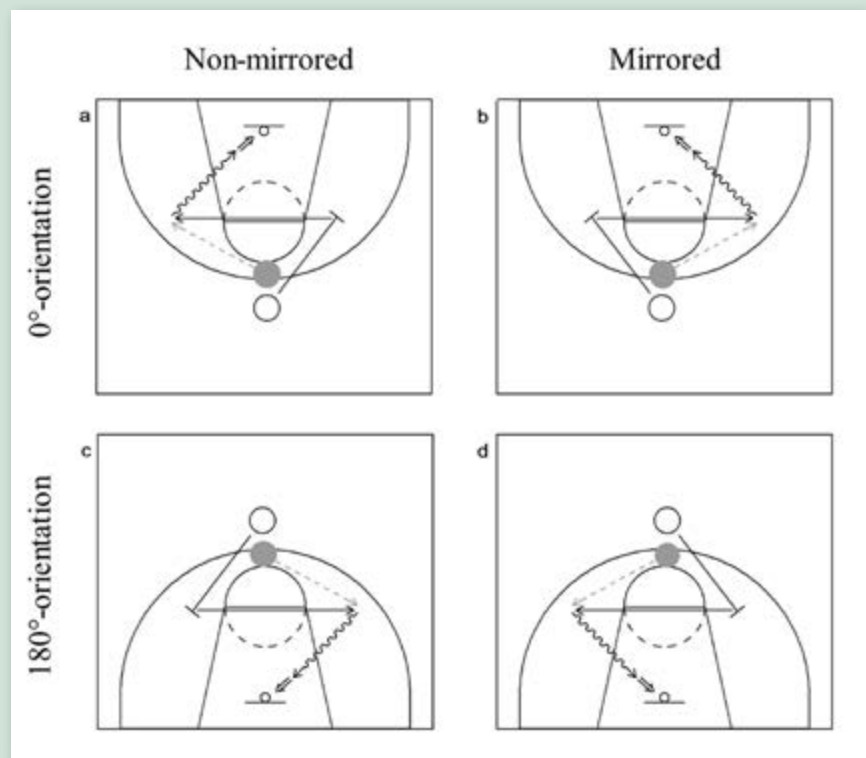 Non-mirrored
Mirrored
0°-orientation
a
b
180°-orientation
c
d